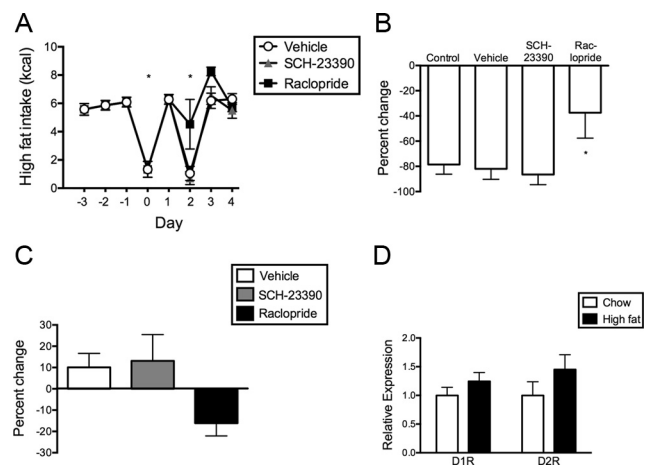 A
High fat intake (kcal)
10
8
6
4
2
0
-3 -2 -1 0 1 2 3 4
Day
* *
Vehicle
SCH-23390
Raclopride
B
Control Vehicle SCH-23390 Rac-lopride
Percent change
0
-20
-40
-60
-80
-100
*
C
Vehicle
SCH-23390
Raclopride
Percent change
30
20
10
0
-10
-20
-30
D
Chow
High fat
Relative Expression
2.0
1.5
1.0
0.5
0.0
D1R D2R